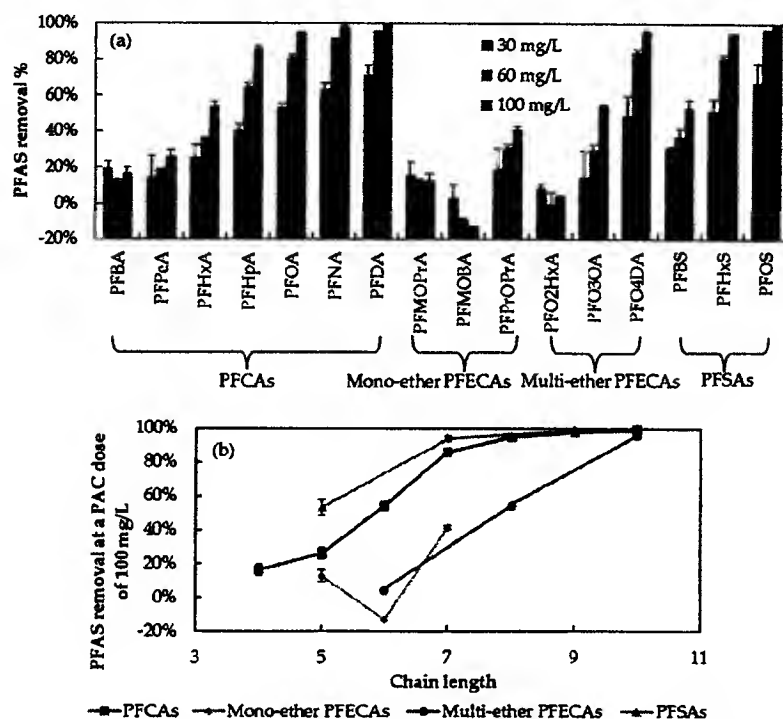 100%
80%
60%
40%
20%
0%
-20%
PFAS removal %
(a)
30 mg/L
60 mg/L
100 mg/L
PFBA
PFPeA
PFHxA
PFHpA
PFOA
PFNA
PFDA
PFMOPrA
PFMOBA
PFPrOPrA
PFO2HxA
PFO3OA
PFO4DA
PFBS
PFHxS
PFOS
PFCAs
Mono-ether PFECAs
Multi-ether PFECAs
PFSAs
100%
80%
60%
40%
20%
0%
-20%
PFAS removal at a PAC dose
of 100 mg/L
(b)
3 5 7 9 11
Chain length
PFCAs Mono-ether PFECAs Multi-ether PFECAs PFSAs